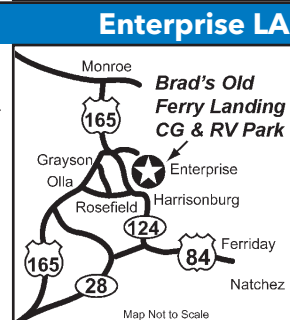 Enterprise LA
Monroe
Brad's Old
Ferry Landing
CG & RV Park
165
Grayson
Enterprise
Olla
Rosefield
Harrisonburg
124
Ferriday
84
165
28
Natchez
Map Not to Scale